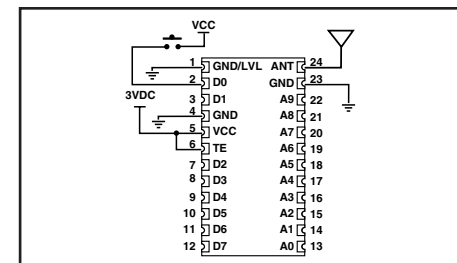 VCC
1 GND/LVL ANT 24
2 D0 GND 23
3VDC
3 D1 A9 22
4 GND A8 21
5 VCC A7 20
6 TE A6 19
7 D2 A5 18
8 D3 A4 17
9 D4 A3 16
10 D5 A2 15
11 D6 A1 14
12 D7 A0 13